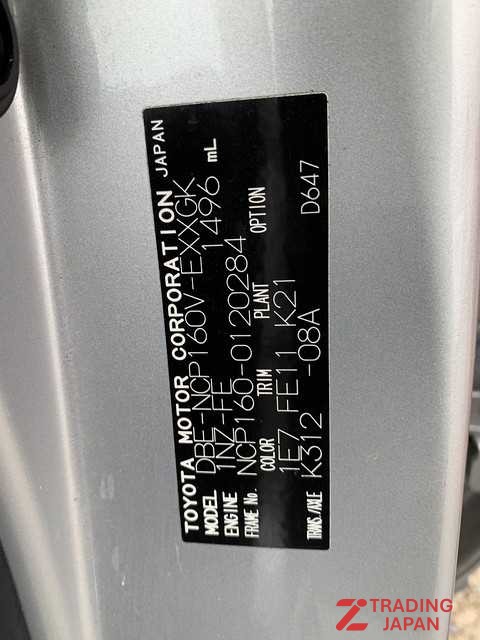 TOYOTA MOTOR CORPORATION JAPAN
MODEL DBE-NCP160V-EXXGK
ENGINE 1NZ-FE 1496 mL
FRAME No. NCP160-0120284
COLOR TRIM PLANT OPTION
1E7 FE11 K21
TRANS./AXLE K312 -08A D647
TRADING
JAPAN